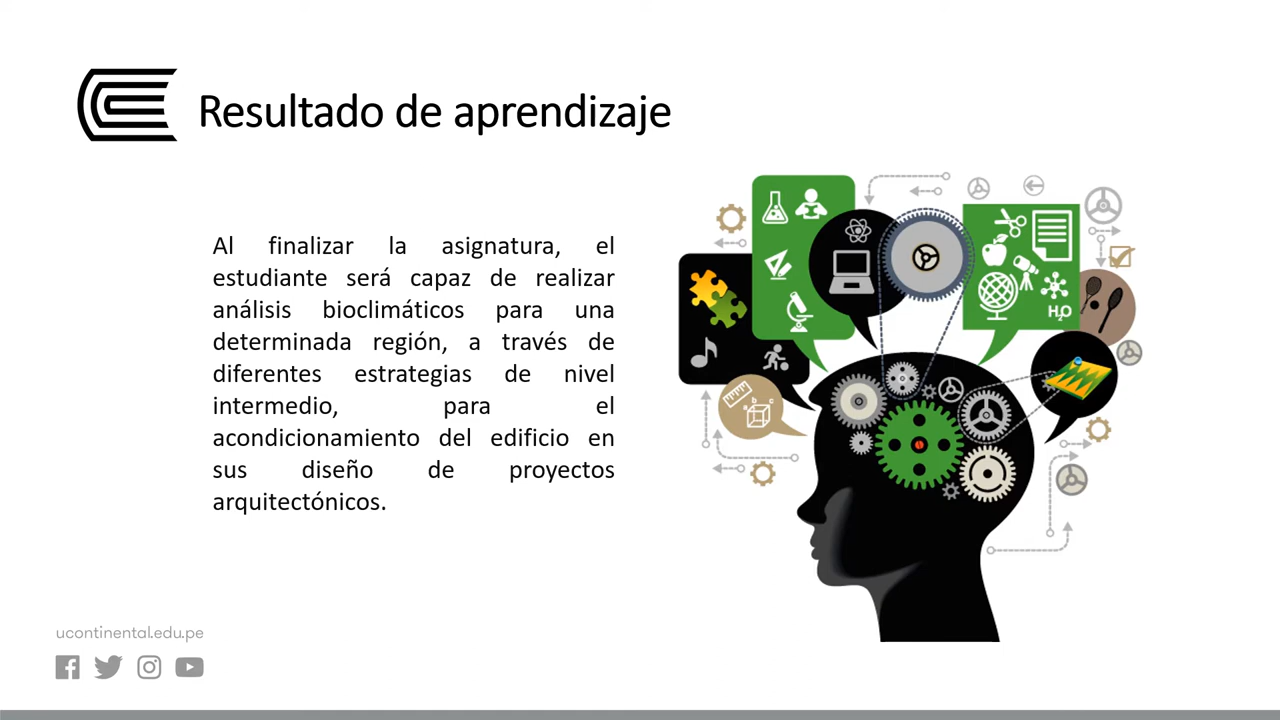 Resultado de aprendizaje
Al finalizar la asignatura, el
estudiante será capaz de realizar
análisis bioclimáticos para una
determinada región, a través de
diferentes estrategias de nivel
intermedio, para el
acondicionamiento del edificio en
sus diseño de proyectos
arquitectónicos.
H₂O
a b c
ucontinental.edu.pe